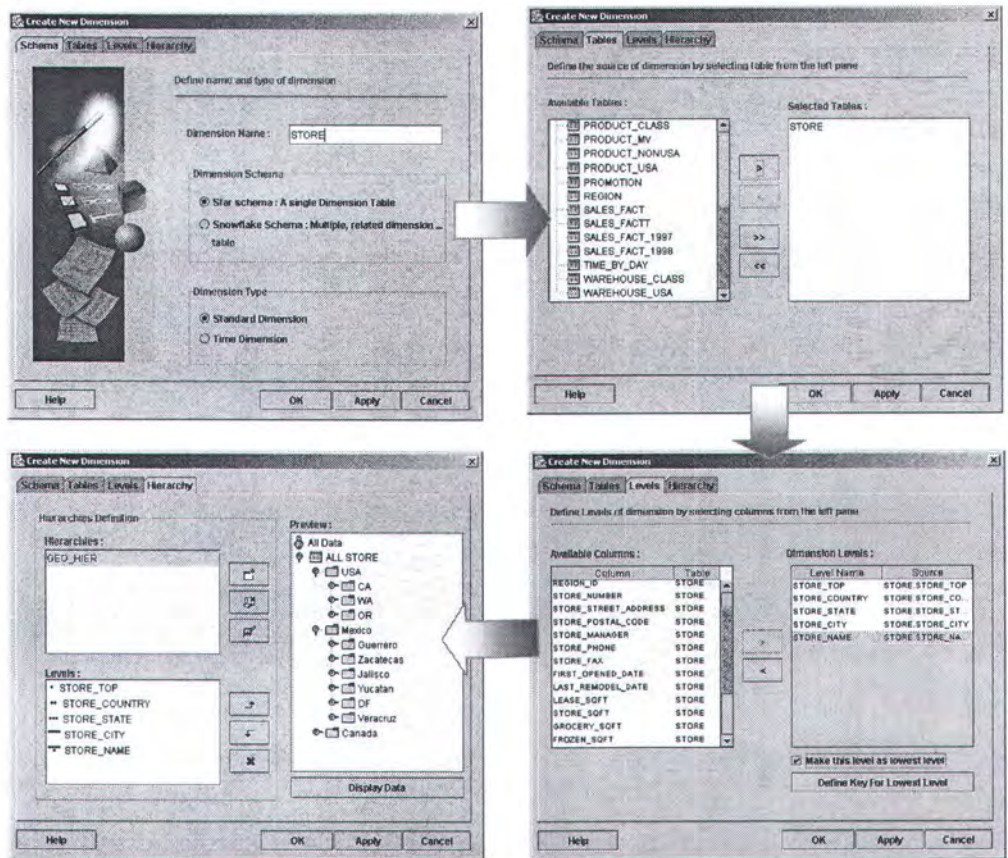 Create New Dimension
Schema Tables Levels Hierarchy
Define name and type of dimension
Dimension Name : STORE
Dimension Schema
Star schema : A single Dimension Table
Snowflake Schema : Multiple, related dimension ...
table
Dimension Type
Standard Dimension
Time Dimension
Help OK Apply Cancel
Create New Dimension
Schema Tables Levels Hierarchy
Define the source of dimension by selecting table from the left pane
Available Tables :
PRODUCT_CLASS
PRODUCT_MV
PRODUCT_NONUSA
PRODUCT_USA
PROMOTION
REGION
SALES_FACT
SALES_FACTT
SALES_FACT_1997
SALES_FACT_1998
TIME_BY_DAY
WAREHOUSE_CLASS
WAREHOUSE_USA
>
<
>>
<<
Selected Tables :
STORE
Help OK Apply Cancel
Create New Dimension
Schema Tables Levels Hierarchy
Define Levels of dimension by selecting columns from the left pane
Available Columns :
Column Table
REGION_ID STORE
STORE_NUMBER STORE
STORE_STREET_ADDRESS STORE
STORE_POSTAL_CODE STORE
STORE_MANAGER STORE
STORE_PHONE STORE
STORE_FAX STORE
FIRST_OPENED_DATE STORE
LAST_REMODEL_DATE STORE
LEASE_SQFT STORE
STORE_SQFT STORE
GROCERY_SQFT STORE
FROZEN_SQFT STORE
>
<
Dimension Levels :
Level Name Source
STORE_TOP STORE.STORE_TOP
STORE_COUNTRY STORE.STORE_CO...
STORE_STATE STORE.STORE_ST...
STORE_CITY STORE.STORE_CITY
STORE_NAME STORE.STORE_NA...
Make this level as lowest level
Define Key For Lowest Level
Help OK Apply Cancel
Create New Dimension
Schema Tables Levels Hierarchy
Hierarchies Definition
Hierarchies :
GEO_HIER
Levels :
STORE_TOP
STORE_COUNTRY
STORE_STATE
STORE_CITY
STORE_NAME
Preview :
All Data
ALL STORE
USA
CA
WA
OR
Mexico
Guerrero
Zacatecas
Jalisco
Yucatan
DF
Veracruz
Canada
Display Data
Help OK Apply Cancel